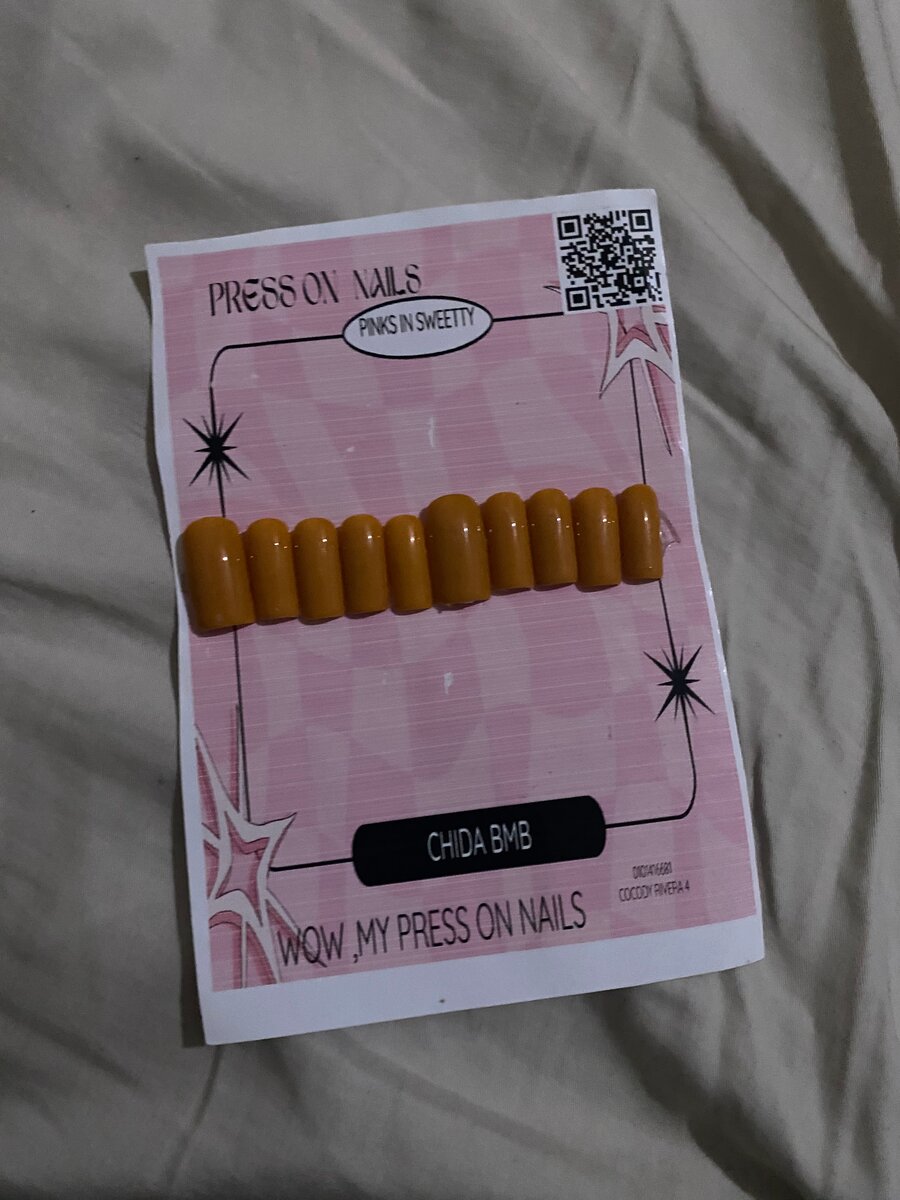 PRESS ON NAILS
PINKS IN SWEETTY
CHIDA BMB
COCODY RIVERA 4
WOW ,MY PRESS ON NAILS